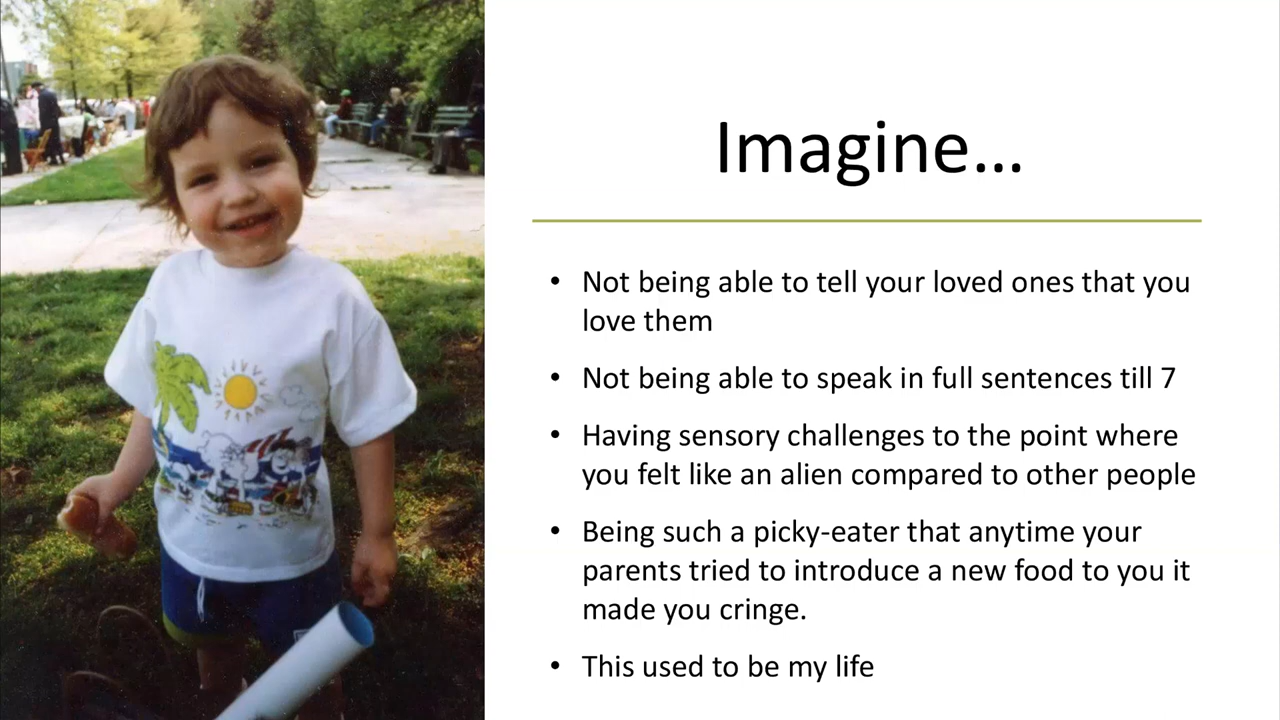 Imagine…
• Not being able to tell your loved ones that you
love them
• Not being able to speak in full sentences till 7
• Having sensory challenges to the point where
you felt like an alien compared to other people
• Being such a picky-eater that anytime your
parents tried to introduce a new food to you it
made you cringe.
• This used to be my life